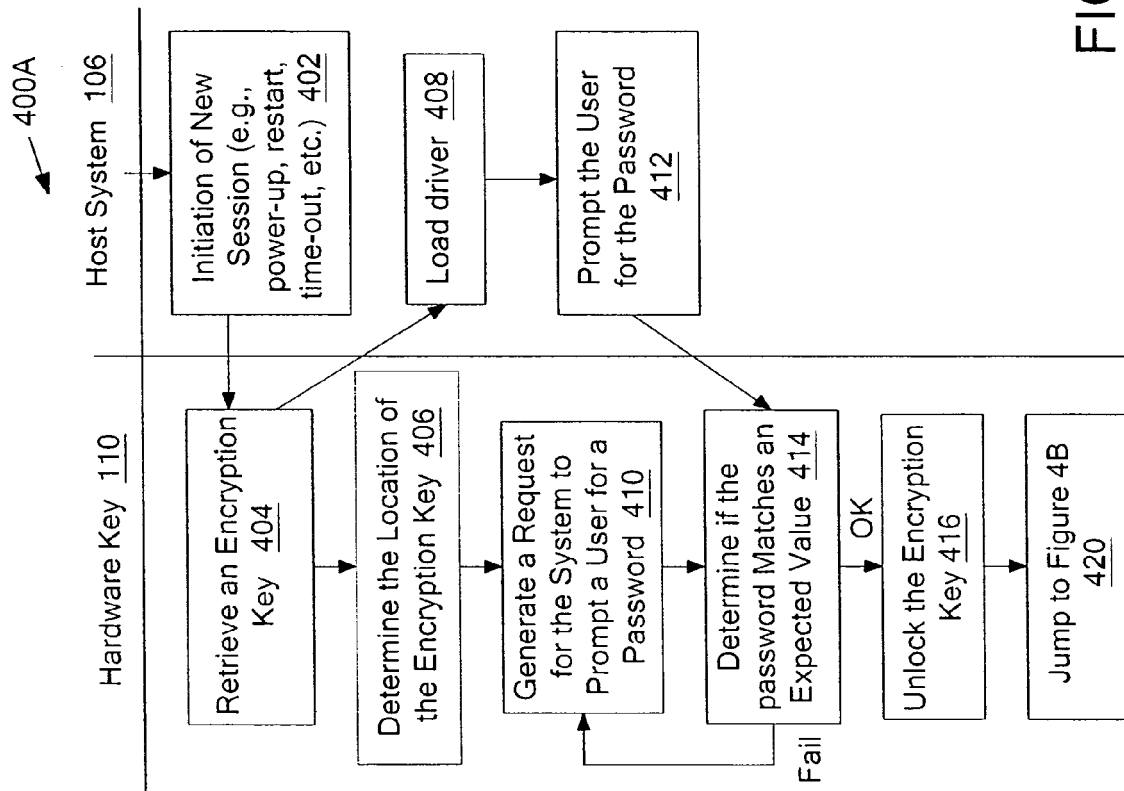 400A
Hardware Key 110
Host System 106
Initiation of New
Session (e.g.,
power-up, restart,
time-out, etc.) 402
Retrieve an Encryption
Key 404
Determine the Location of
the Encryption Key 406
Load driver 408
Generate a Request
for the System to
Prompt a User for a
Password 410
Prompt the User
for the Password
412
Determine if the
password Matches an
Expected Value 414
Fail
OK
Unlock the Encryption
Key 416
Jump to Figure 4B
420